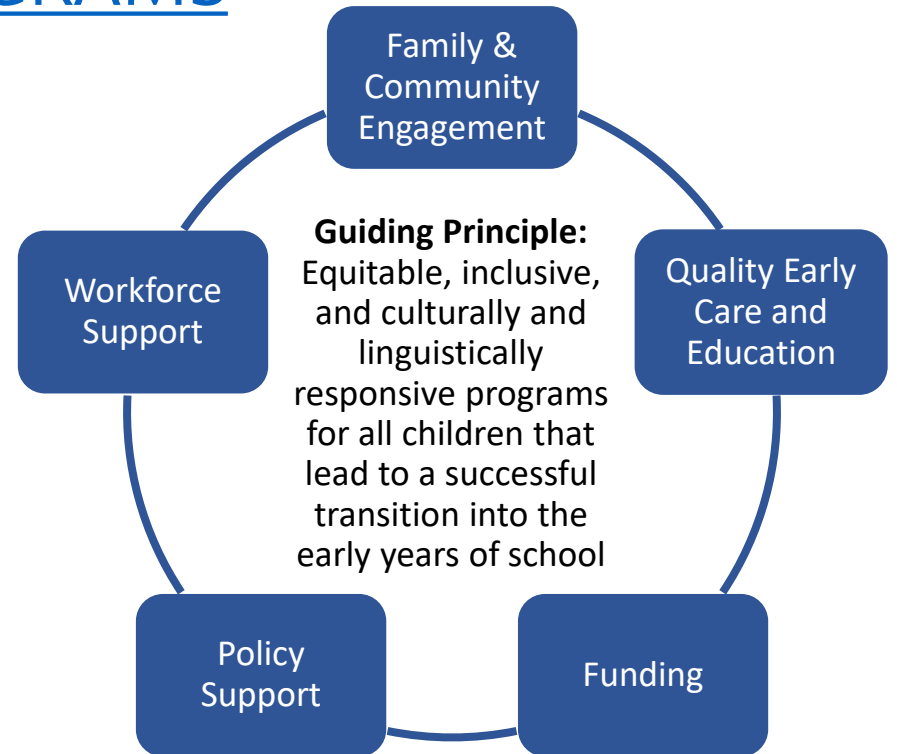 GRAMS
Family &
Community
Engagement
Guiding Principle:
Equitable, inclusive,
and culturally and
linguistically
responsive programs
for all children that
lead to a successful
transition into the
early years of school
Workforce
Support
Quality Early
Care and
Education
Policy
Support
Funding